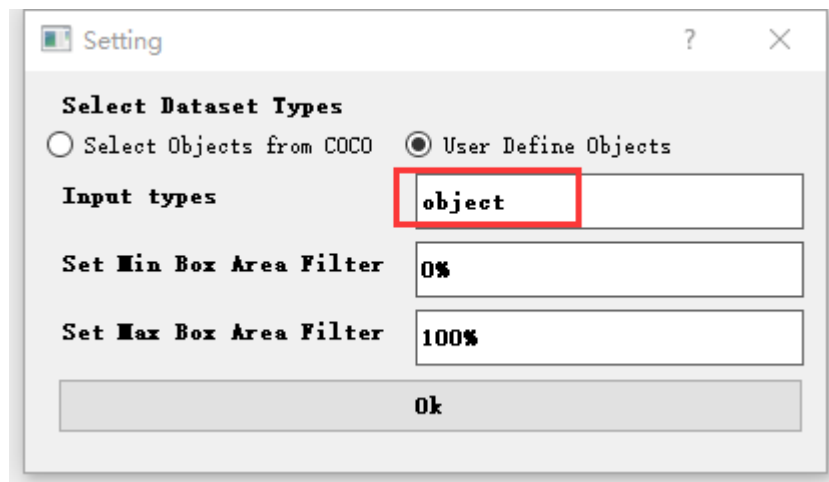 Setting
Select Dataset Types
Select Objects from COCO User Define Objects
Input types object
Set Min Box Area Filter 0%
Set Max Box Area Filter 100%
Ok